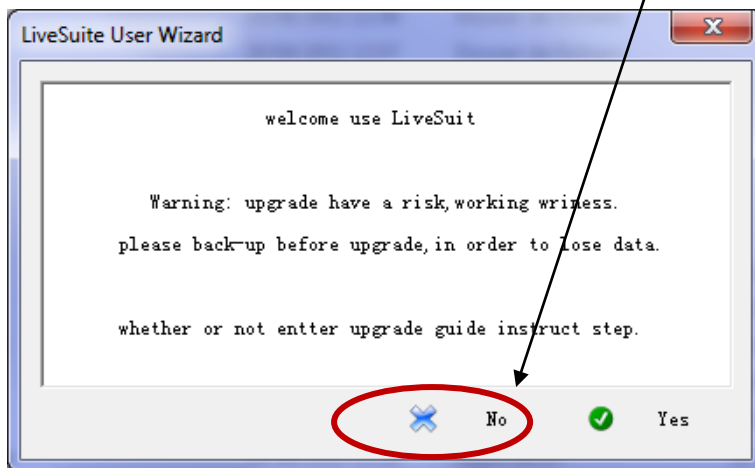 LiveSuite User Wizard
welcome use LiveSuit
Warning: upgrade have a risk, working wriness.
please back-up before upgrade, in order to lose data.
whether or not entter upgrade guide instruct step.
No Yes